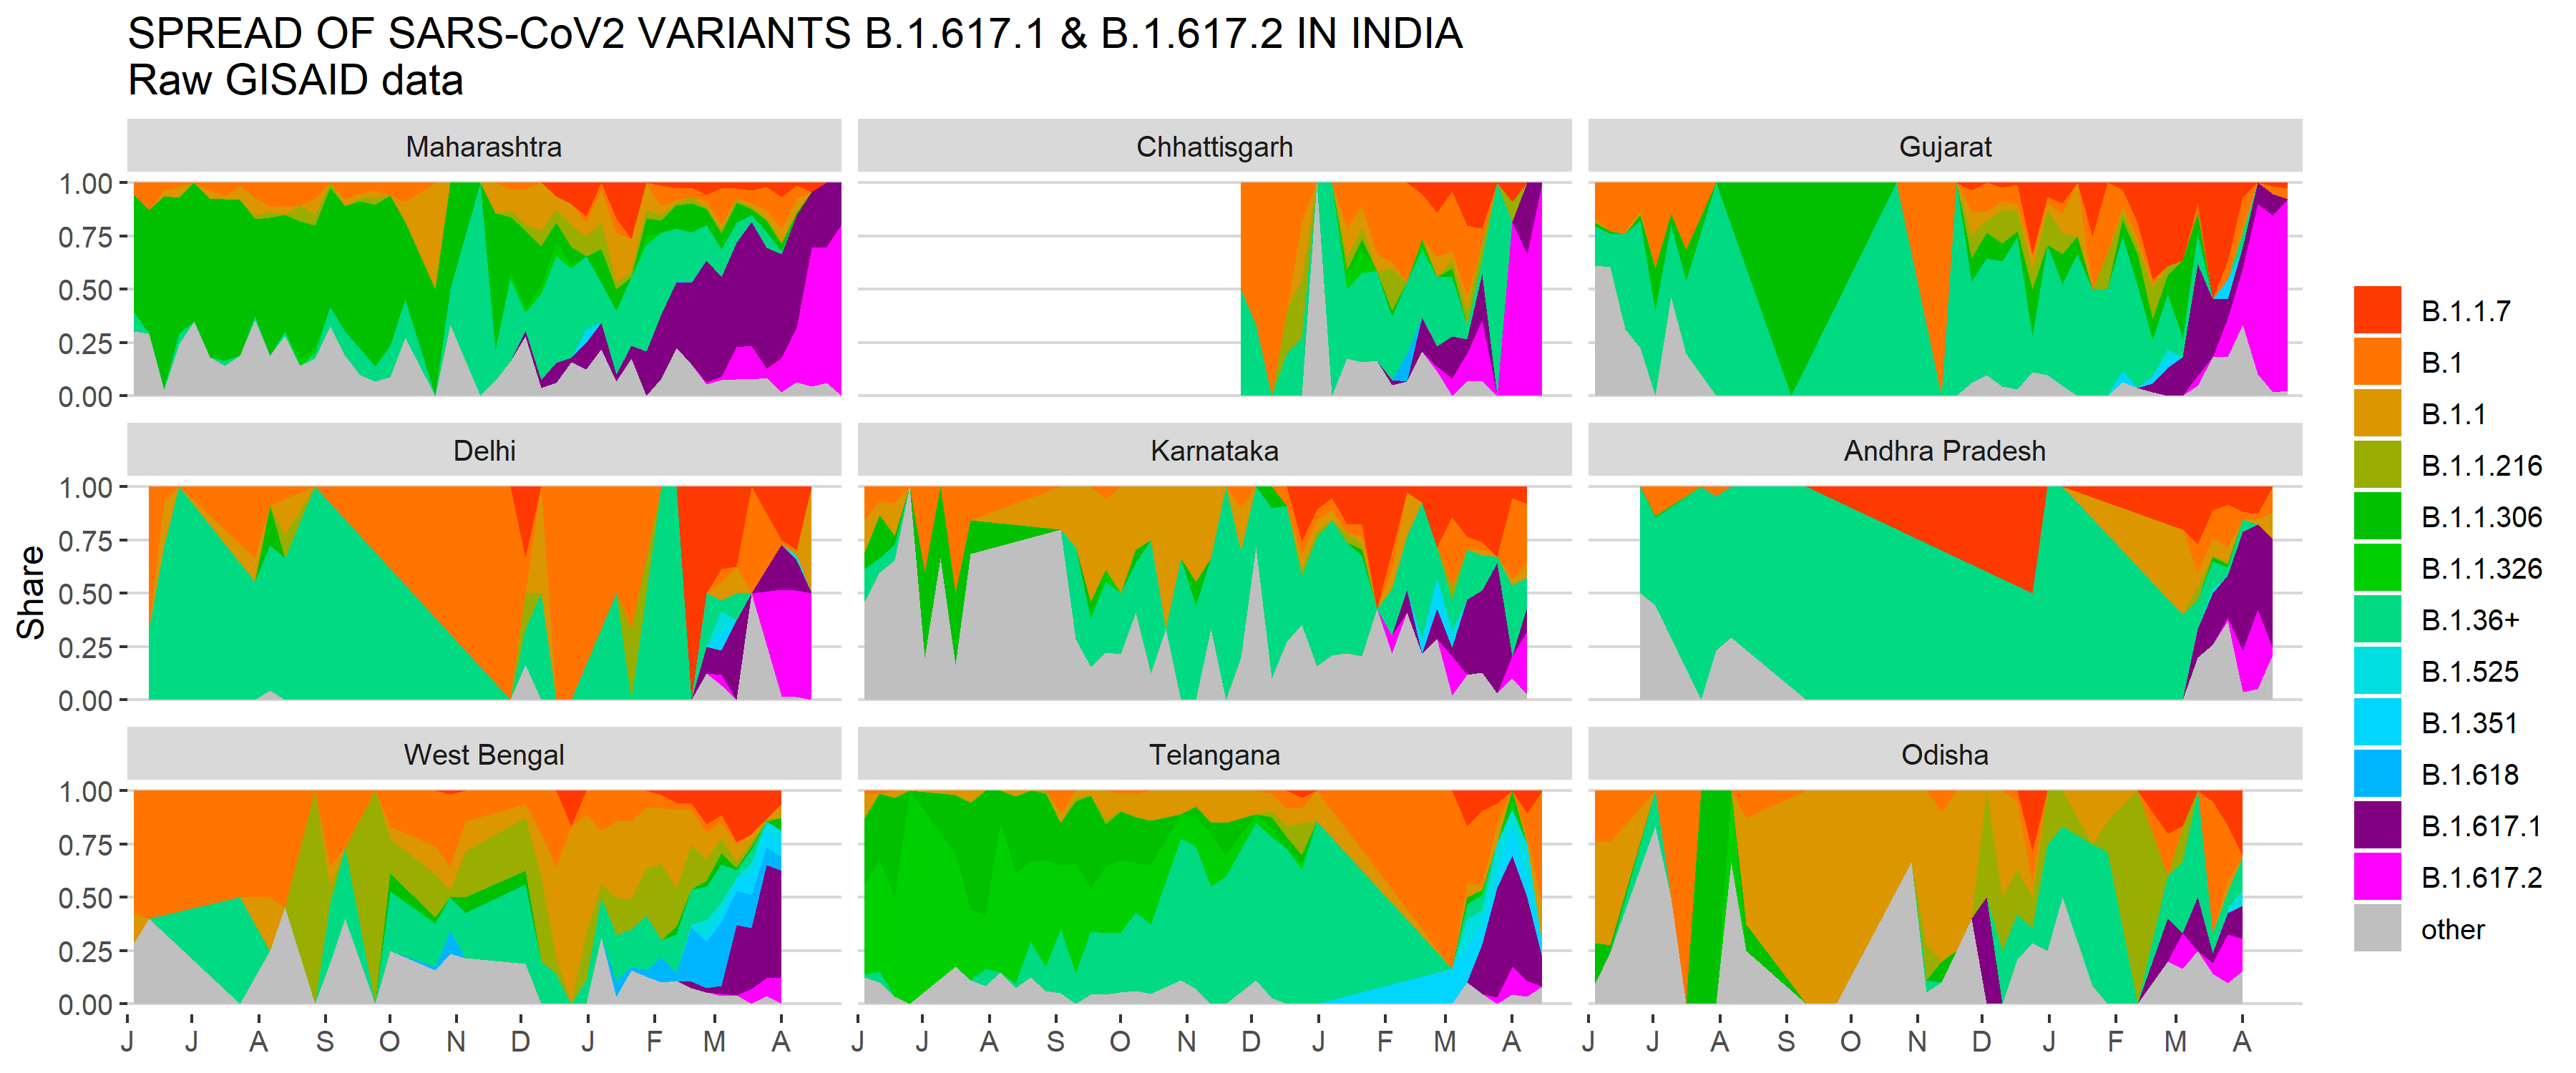 SPREAD OF SARS-CoV2 VARIANTS B.1.617.1 & B.1.617.2 IN INDIA
Raw GISAID data
Maharashtra Chhattisgarh Gujarat
1.00
0.75
0.50
0.25
0.00
Delhi Karnataka Andhra Pradesh
1.00
0.75
0.50
0.25
0.00
West Bengal Telangana Odisha
1.00
0.75
0.50
0.25
0.00
Share
J J A S O N D J F M A J J A S O N D J F M A J J A S O N D J F M A
B.1.1.7
B.1
B.1.1
B.1.1.216
B.1.1.306
B.1.1.326
B.1.36+
B.1.525
B.1.351
B.1.618
B.1.617.1
B.1.617.2
other